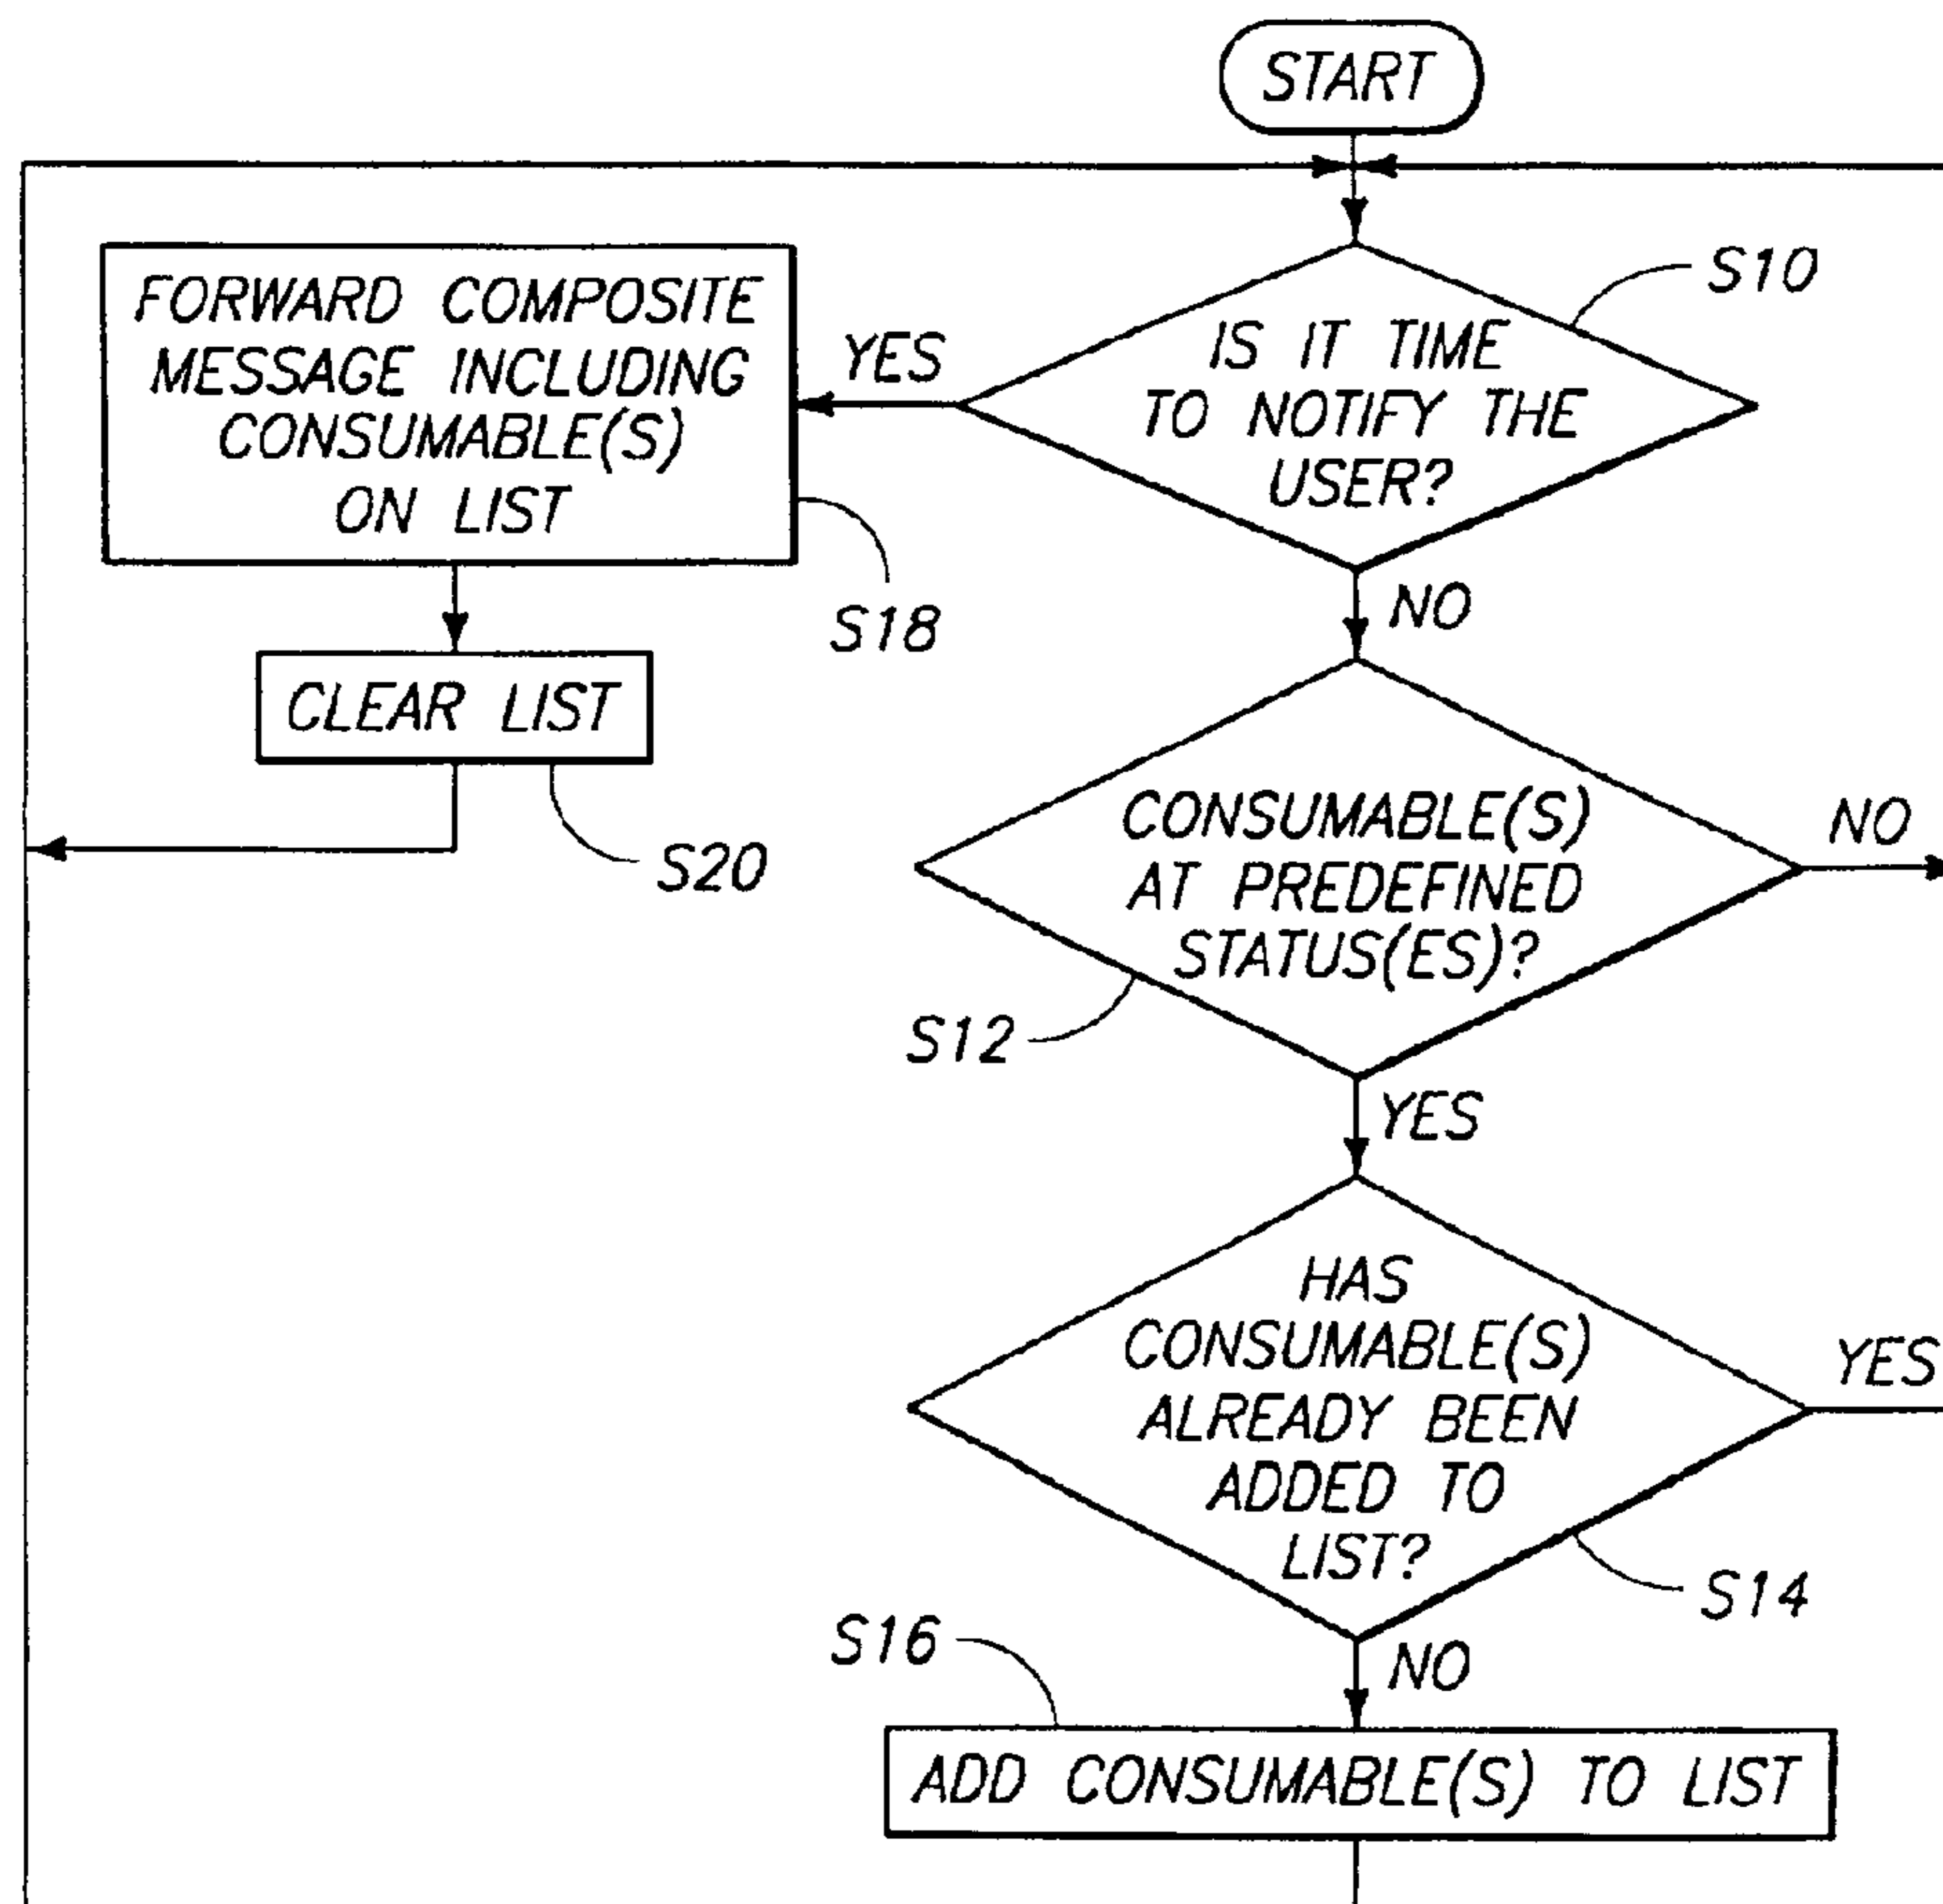 START
S10
IS IT TIME
TO NOTIFY THE
USER?
YES
FORWARD COMPOSITE
MESSAGE INCLUDING
CONSUMABLE(S)
ON LIST
S18
CLEAR LIST
S20
NO
CONSUMABLE(S)
AT PREDEFINED
STATUS(ES)?
NO
S12
YES
HAS
CONSUMABLE(S)
ALREADY BEEN
ADDED TO
LIST?
YES
S14
NO
S16
ADD CONSUMABLE(S) TO LIST